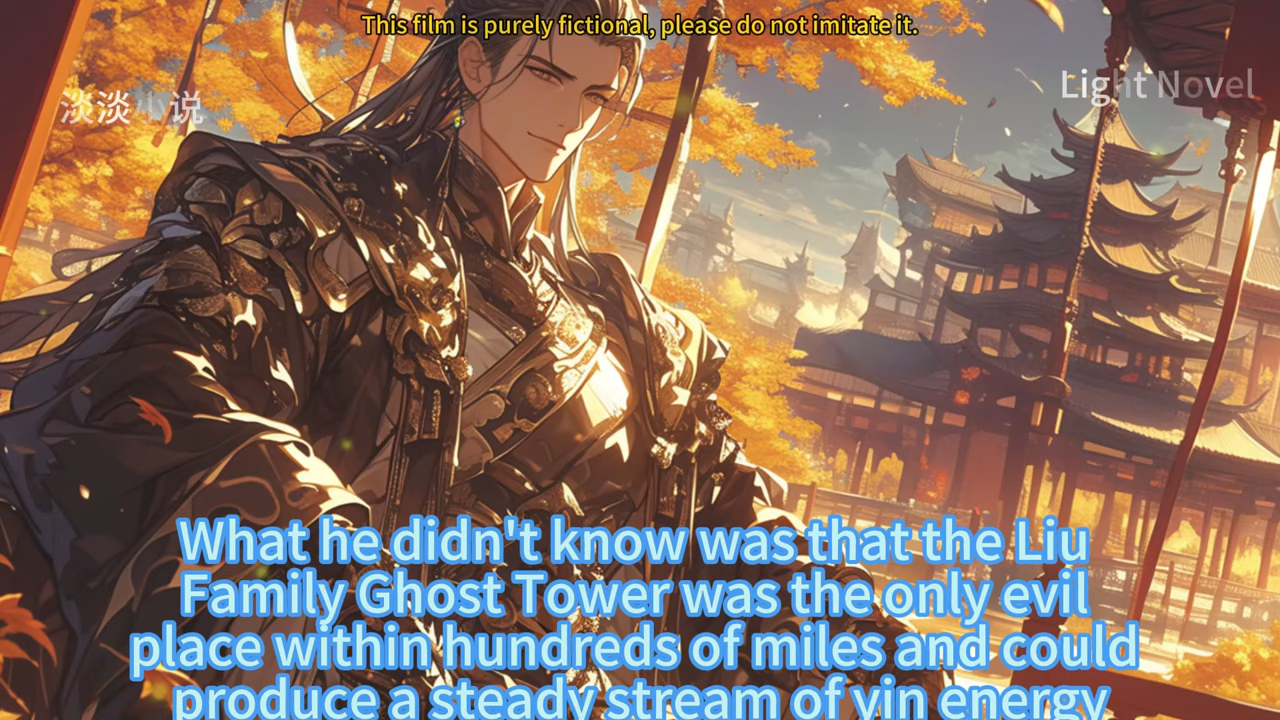 This film is purely fictional, please do not imitate it.
淡淡小说
Light Novel
What he didn't know was that the Liu
Family Ghost Tower was the only evil
place within hundreds of miles and could
produce a steady stream of yin energy